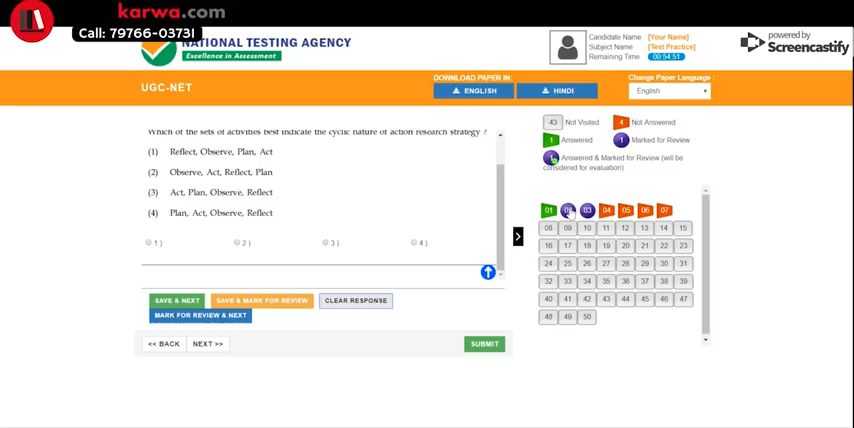 karwa.com
Call: 79766-03731
NATIONAL TESTING AGENCY
Excellence in Assessment
Candidate Name [Your Name]
Subject Name [Test Practice]
Remaining Time 00:54:51
powered by
Screencastify
UGC-NET
DOWNLOAD PAPER IN:
ENGLISH
HINDI
Change Paper Language :
English
Which of the sets of activities best indicate the cyclic nature of action research strategy ?
(1) Reflect, Observe, Plan, Act
(2) Observe, Act, Reflect, Plan
(3) Act, Plan, Observe, Reflect
(4) Plan, Act, Observe, Reflect
1 ) 2 ) 3 ) 4 )
SAVE & NEXT SAVE & MARK FOR REVIEW CLEAR RESPONSE
MARK FOR REVIEW & NEXT
<< BACK NEXT >> SUBMIT
43 Not Visited 4 Not Answered
1 Answered 1 Marked for Review
1 Answered & Marked for Review (will be
considered for evaluation)
01 02 03 04 05 06 07
08 09 10 11 12 13 14 15
16 17 18 19 20 21 22 23
24 25 26 27 28 29 30 31
32 33 34 35 36 37 38 39
40 41 42 43 44 45 46 47
48 49 50